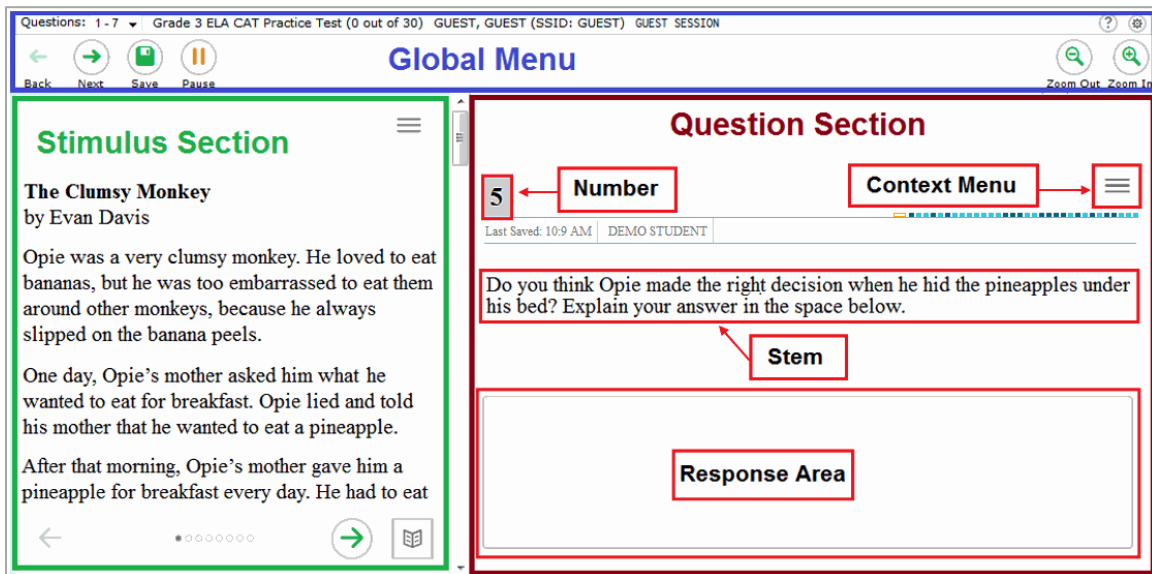 Questions: 1 - 7 Grade 3 ELA CAT Practice Test (0 out of 30) GUEST, GUEST (SSID: GUEST) GUEST SESSION
?
Back Next Save Pause
Global Menu
Zoom Out Zoom In
Stimulus Section
The Clumsy Monkey
by Evan Davis
Opie was a very clumsy monkey. He loved to eat
bananas, but he was too embarrassed to eat them
around other monkeys, because he always
slipped on the banana peels.
One day, Opie’s mother asked him what he
wanted to eat for breakfast. Opie lied and told
his mother that he wanted to eat a pineapple.
After that morning, Opie’s mother gave him a
pineapple for breakfast every day. He had to eat
Question Section
5
Number
Context Menu
Last Saved: 10:9 AM DEMO STUDENT
Do you think Opie made the right decision when he hid the pineapples under
his bed? Explain your answer in the space below.
Stem
Response Area